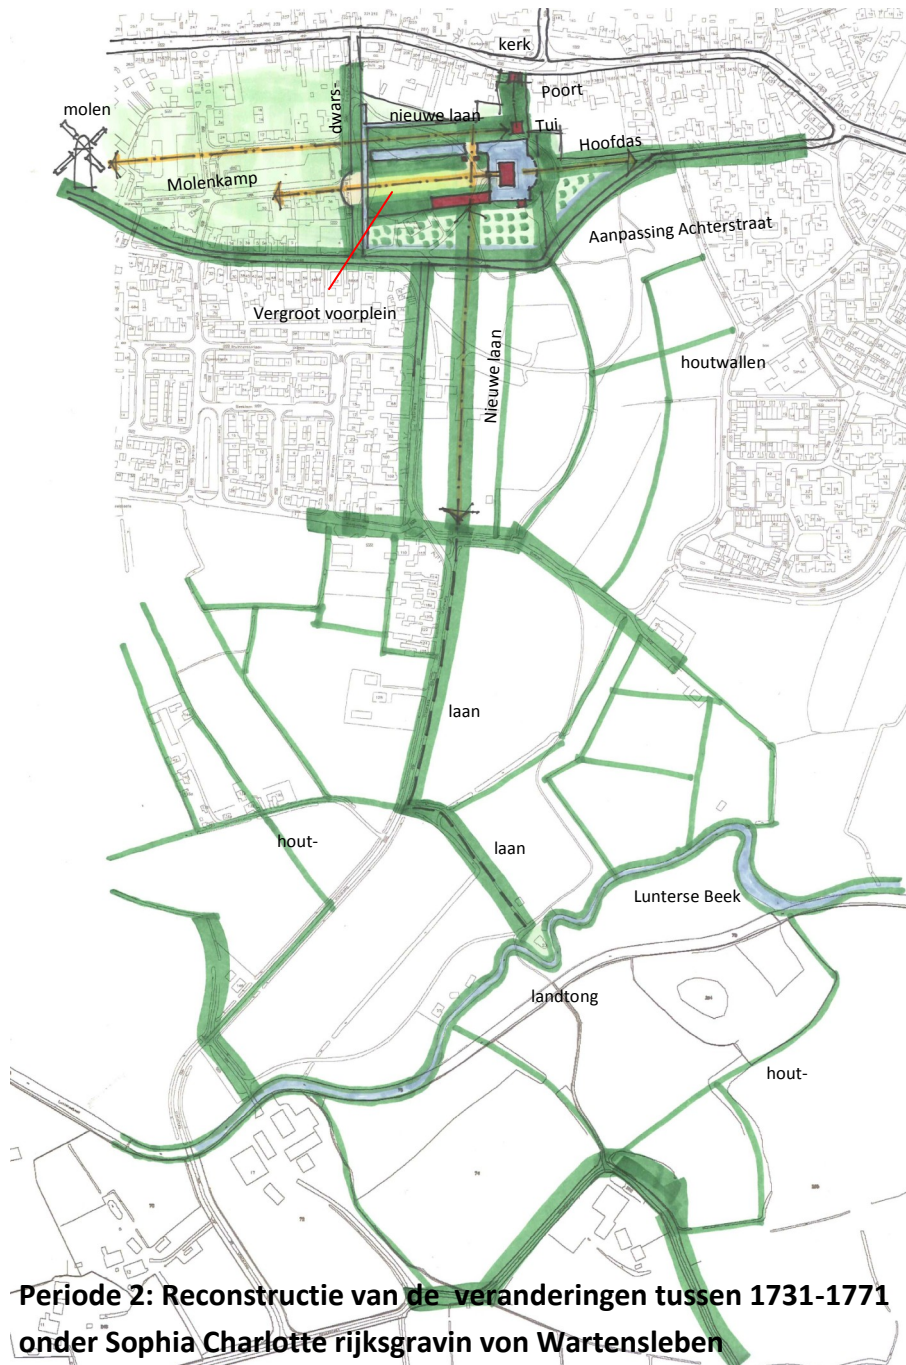 kerk
molen
dwars-
nieuwe laan
Poort
Tui
Hoofdas
Molenkamp
Aanpassing Achterstraat
Vergroot voorplein
Nieuwe laan
houtwallen
laan
hout-
laan
Lunterse Beek
landtong
hout-
Periode 2: Reconstructie van de veranderingen tussen 1731-1771
onder Sophia Charlotte rijksgravin von Wartensleben